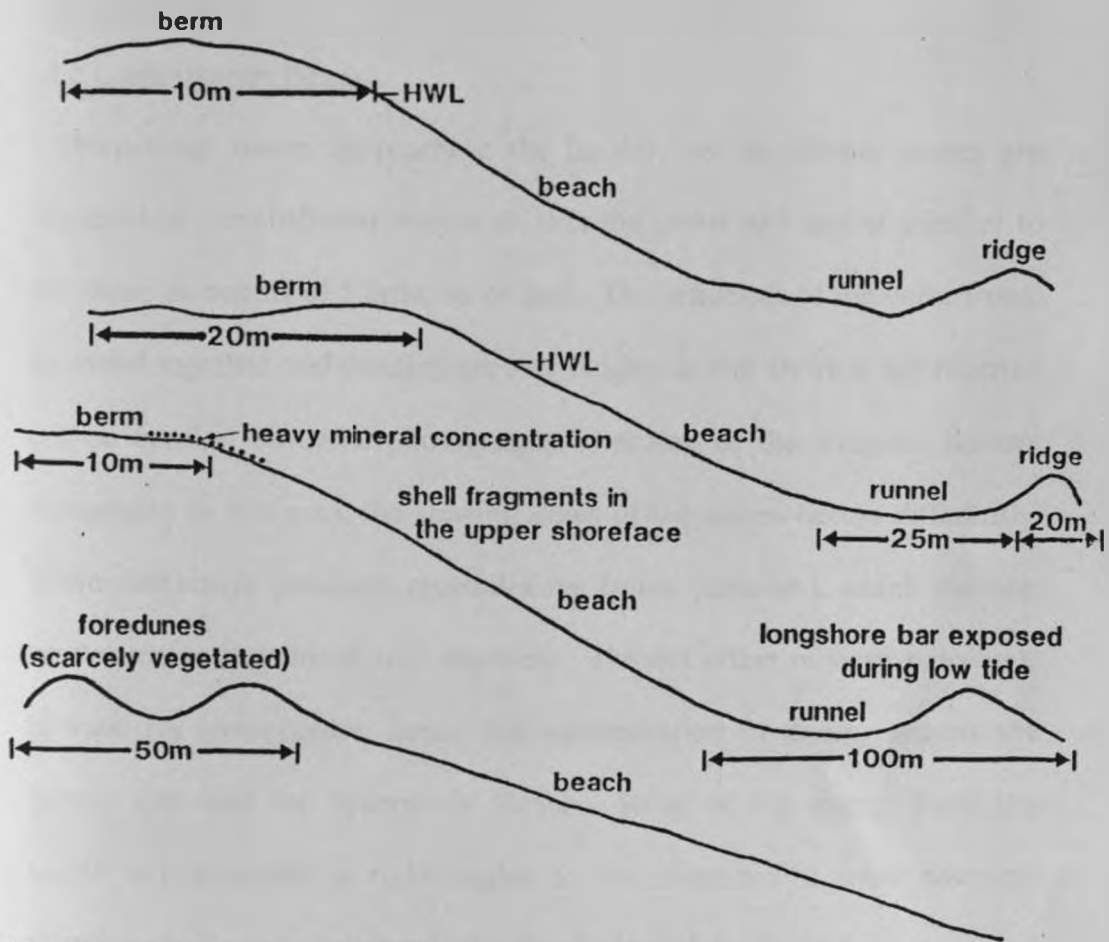 berm
10m
HWL
beach
ridge
runnel
berm
20m
HWL
beach
ridge
runnel
25m
20m
berm
heavy mineral concentration
10m
shell fragments in
the upper shoreface
beach
longshore bar exposed
during low tide
runnel
100m
foredunes
(scarcely vegetated)
50m
beach